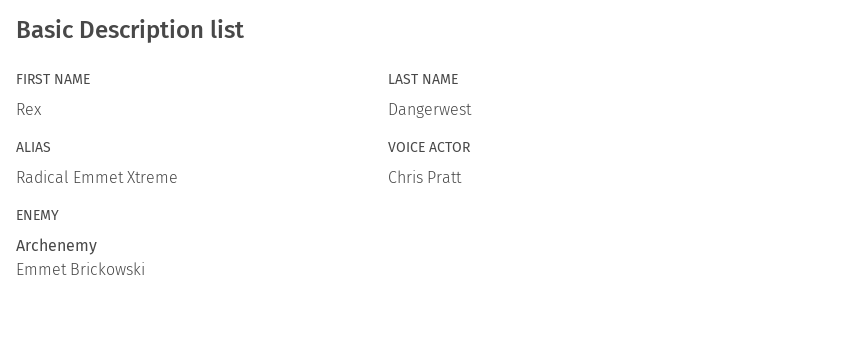 Basic Description list
FIRST NAME
Rex
LAST NAME
Dangerwest
ALIAS
Radical Emmet Xtreme
VOICE ACTOR
Chris Pratt
ENEMY
Archenemy
Emmet Brickowski